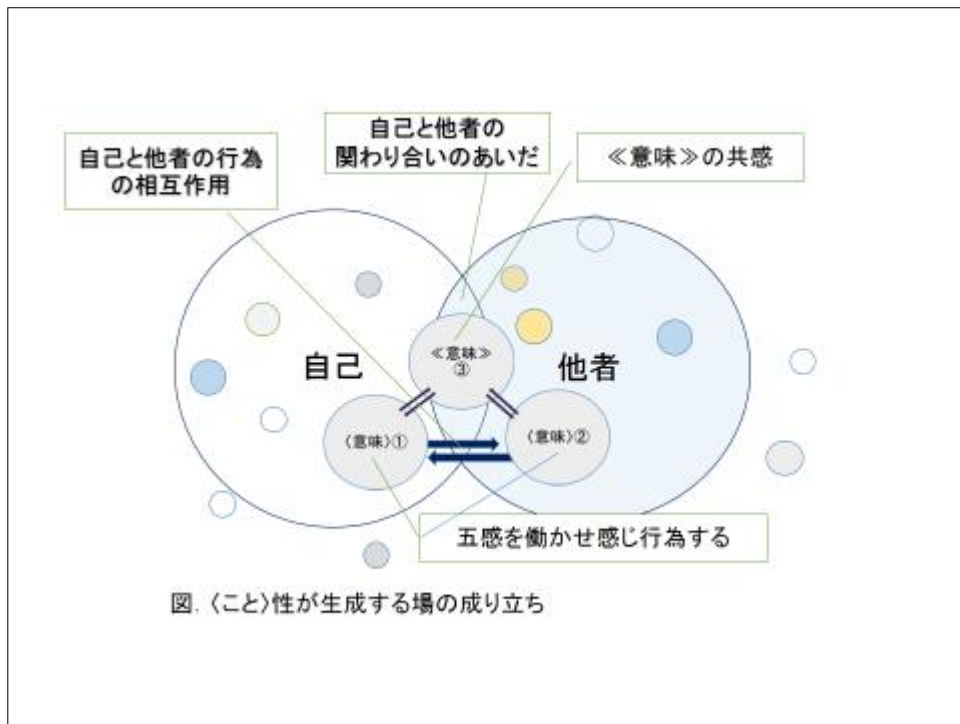 自己と他者の
関わり合いのあいだ
自己と他者の行為
の相互作用
≪意味≫の共感
≪意味≫
③
自己
他者
〈意味〉①
〈意味〉②
五感を働かせ感じ行為する
図. 〈こと〉性が生成する場の成り立ち